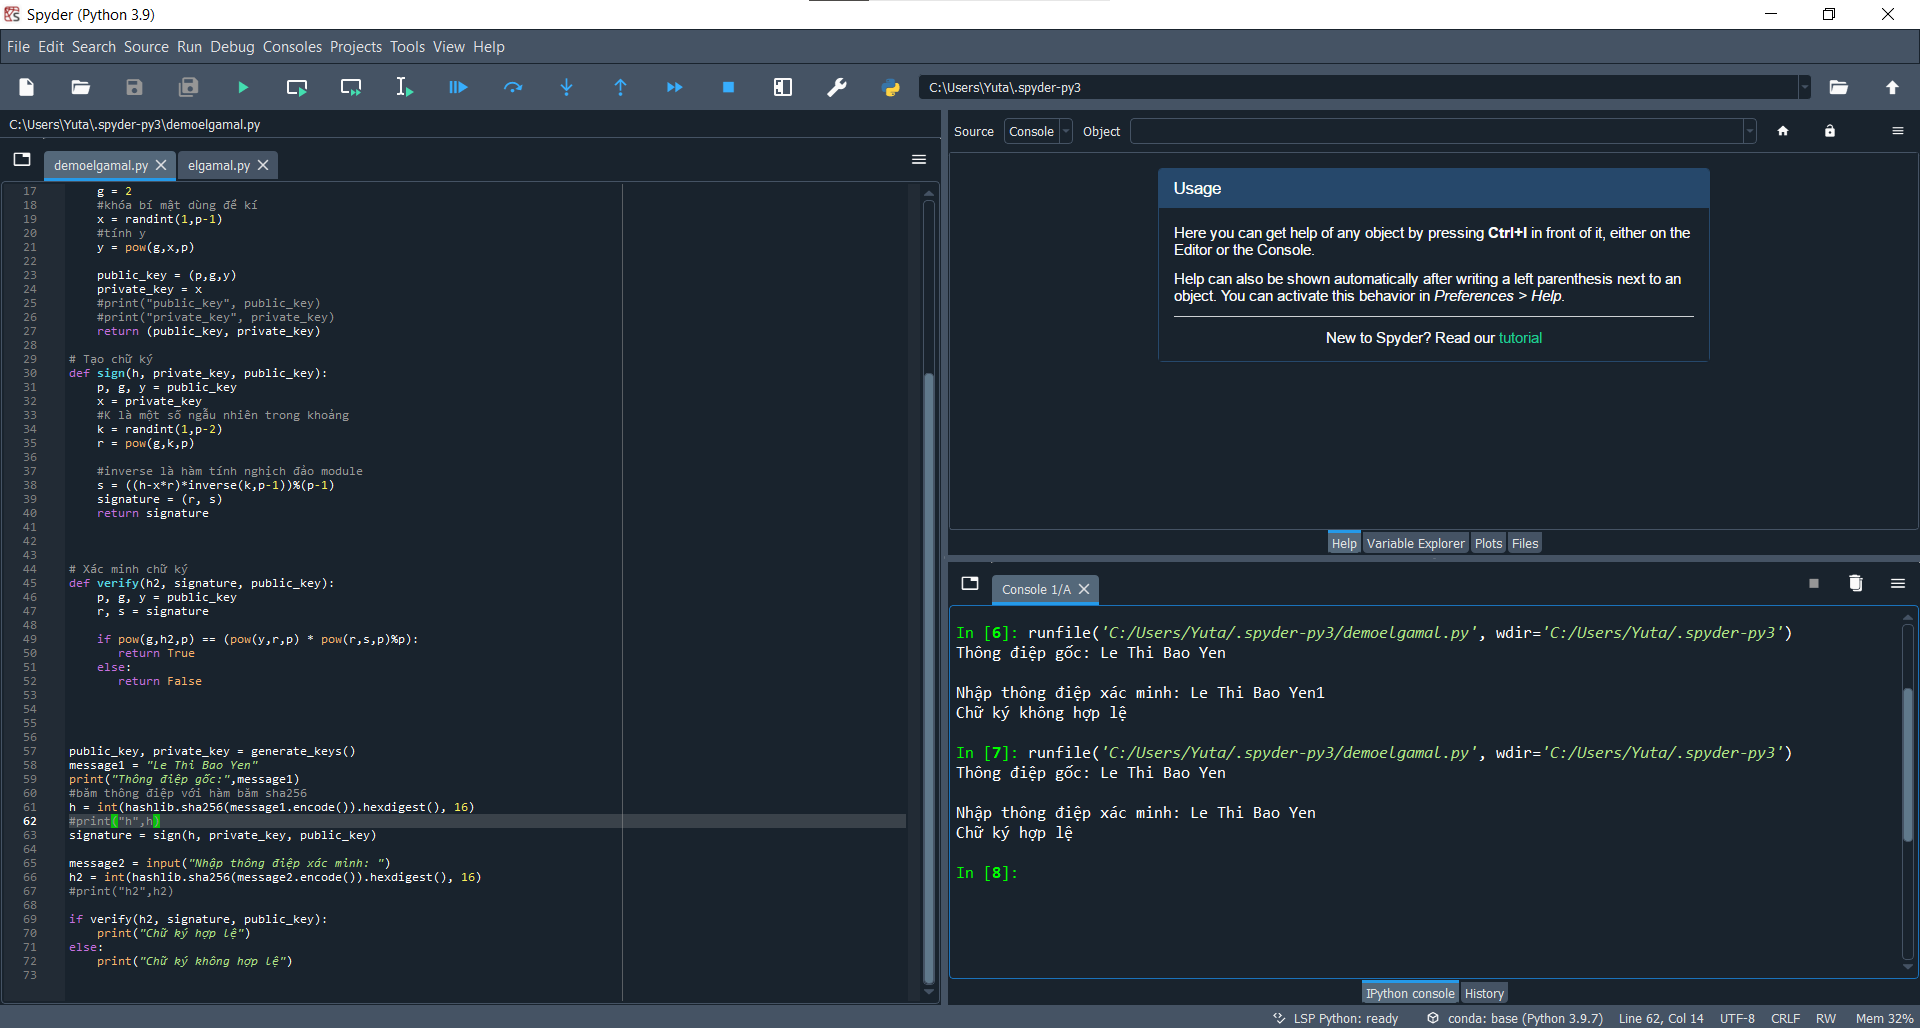 Spyder (Python 3.9)
File Edit Search Source Run Debug Consoles Projects Tools View Help
C:\Users\Yuta\.spyder-py3
C:\Users\Yuta\.spyder-py3\demoelgamal.py
demoelgamal.py elgamal.py
17 g = 2
18 #khóa bí mật dùng để kí
19 x = randint(1,p-1)
20 #tính y
21 y = pow(g,x,p)
22
23 public_key = (p,g,y)
24 private_key = x
25 #print("public_key", public_key)
26 #print("private_key", private_key)
27 return (public_key, private_key)
28
29 # Tạo chữ ký
30 def sign(h, private_key, public_key):
31 p, g, y = public_key
32 x = private_key
33 #K là một số ngẫu nhiên trong khoảng
34 k = randint(1,p-2)
35 r = pow(g,k,p)
36
37 #inverse là hàm tính nghịch đảo module
38 s = ((h-x*r)*inverse(k,p-1))%(p-1)
39 signature = (r, s)
40 return signature
41
42
43
44 # Xác minh chữ ký
45 def verify(h2, signature, public_key):
46 p, g, y = public_key
47 r, s = signature
48
49 if pow(g,h2,p) == (pow(y,r,p) * pow(r,s,p)%p):
50 return True
51 else:
52 return False
53
54
55
56
57 public_key, private_key = generate_keys()
58 message1 = "Le Thi Bao Yen"
59 print("Thông điệp gốc:",message1)
60 #băm thông điệp với hàm băm sha256
61 h = int(hashlib.sha256(message1.encode()).hexdigest(), 16)
62 #print("h",h)
63 signature = sign(h, private_key, public_key)
64
65 message2 = input("Nhập thông điệp xác minh: ")
66 h2 = int(hashlib.sha256(message2.encode()).hexdigest(), 16)
67 #print("h2",h2)
68
69 if verify(h2, signature, public_key):
70 print("Chữ ký hợp lệ")
71 else:
72 print("Chữ ký không hợp lệ")
73
Source Console Object
Usage
Here you can get help of any object by pressing Ctrl+I in front of it, either on the
Editor or the Console.
Help can also be shown automatically after writing a left parenthesis next to an
object. You can activate this behavior in Preferences > Help.
New to Spyder? Read our tutorial
Help Variable Explorer Plots Files
Console 1/A
In [6]: runfile('C:/Users/Yuta/.spyder-py3/demoelgamal.py', wdir='C:/Users/Yuta/.spyder-py3')
Thông điệp gốc: Le Thi Bao Yen
Nhập thông điệp xác minh: Le Thi Bao Yen1
Chữ ký không hợp lệ
In [7]: runfile('C:/Users/Yuta/.spyder-py3/demoelgamal.py', wdir='C:/Users/Yuta/.spyder-py3')
Thông điệp gốc: Le Thi Bao Yen
Nhập thông điệp xác minh: Le Thi Bao Yen
Chữ ký hợp lệ
In [8]:
IPython console History
LSP Python: ready conda: base (Python 3.9.7) Line 62, Col 14 UTF-8 CRLF RW Mem 32%